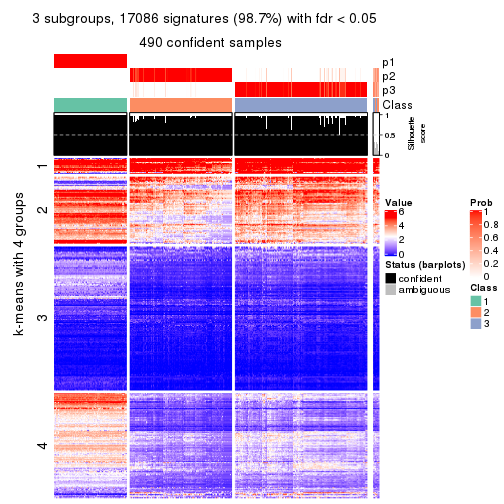 3 subgroups, 17086 signatures (98.7%) with fdr < 0.05
490 confident samples
p1
p2
p3
Class
1
0.5
0
Silhouette
score
k-means with 4 groups
1
2
3
4
Value
6
4
2
0
Status (barplots)
confident
ambiguous
Prob
1
0.8
0.6
0.4
0.2
0
Class
1
2
3